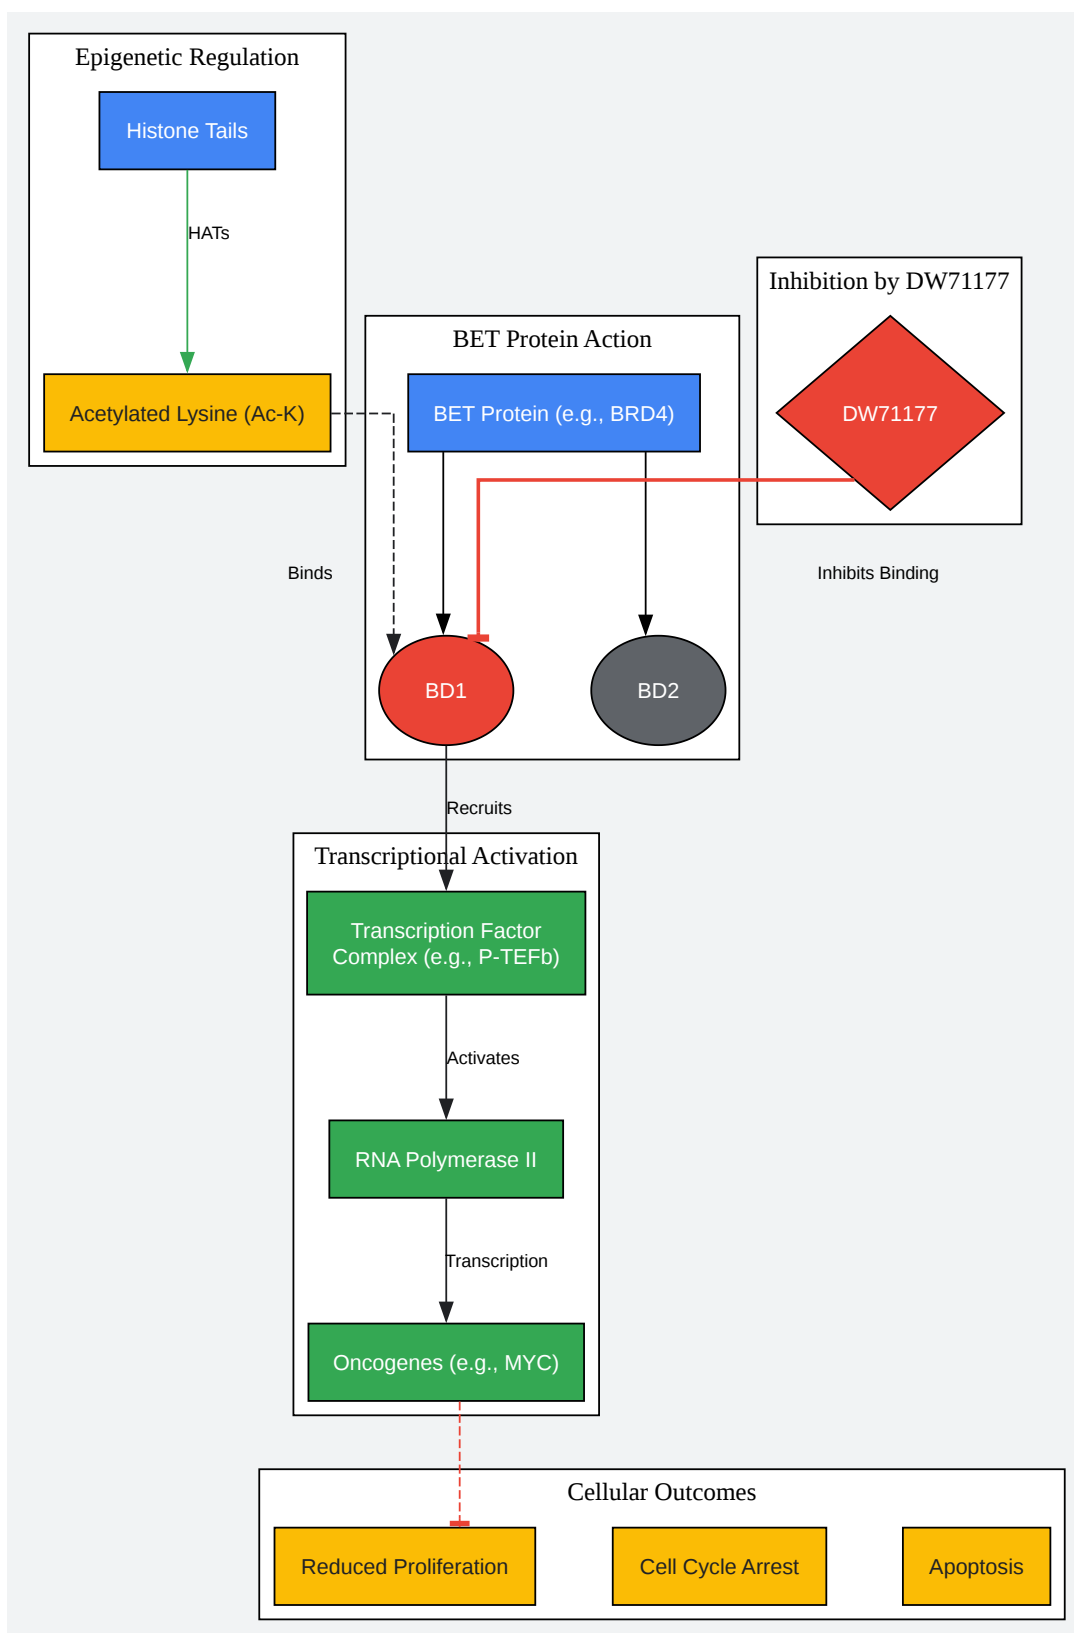 Epigenetic Regulation
Histone Tails
HATs
Acetylated Lysine (Ac-K)
Inhibition by DW71177
DW71177
BET Protein Action
BET Protein (e.g., BRD4)
Binds
Inhibits Binding
BD1
BD2
Recruits
Transcriptional Activation
Transcription Factor
Complex (e.g., P-TEFb)
Activates
RNA Polymerase II
Transcription
Oncogenes (e.g., MYC)
Cellular Outcomes
Reduced Proliferation
Cell Cycle Arrest
Apoptosis